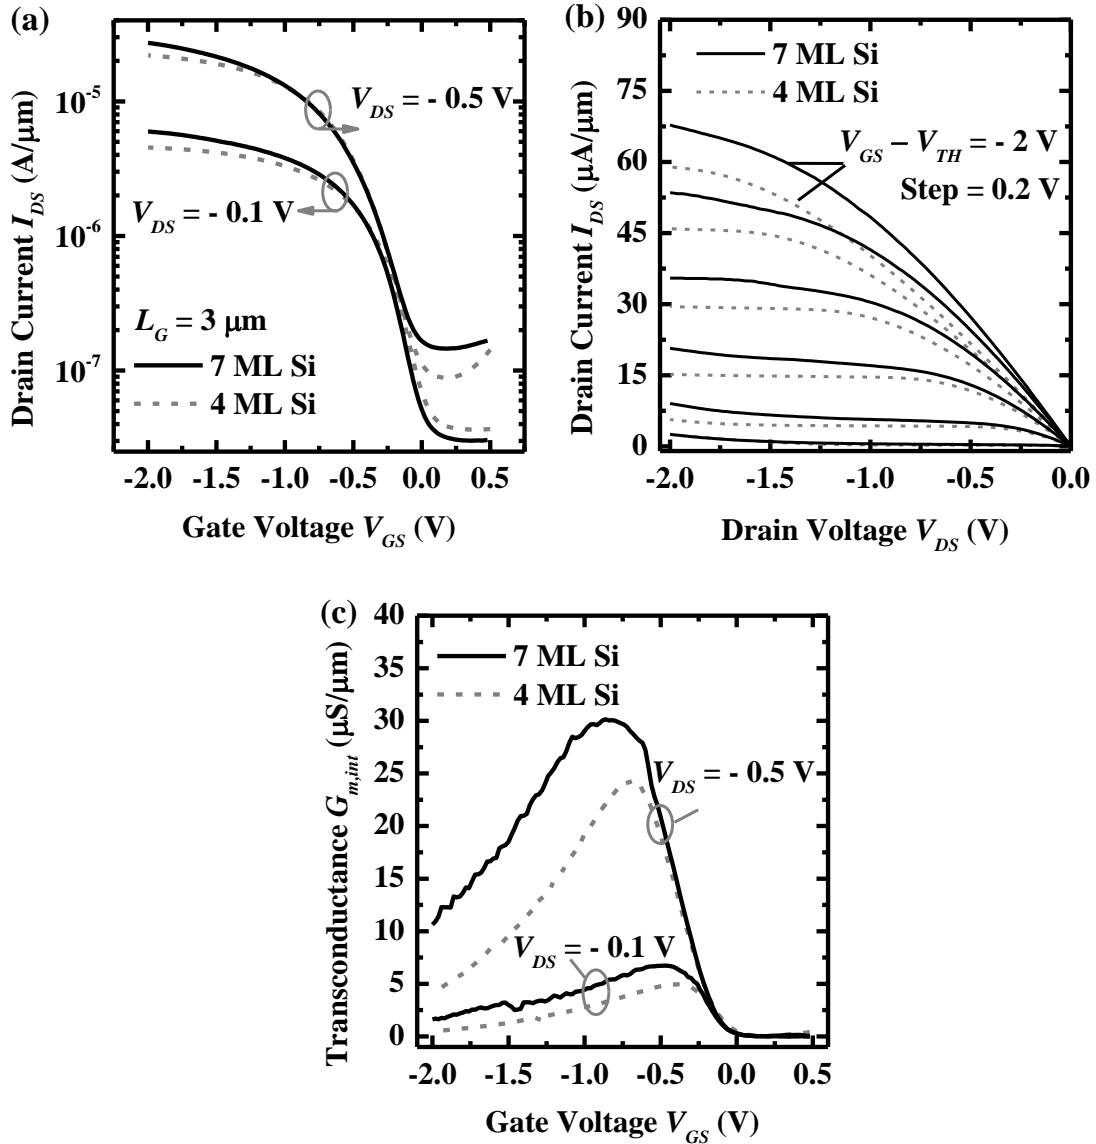 (a)
Drain Current I_DS (A/μm)
10^-5
10^-6
10^-7
V_DS = - 0.5 V
V_DS = - 0.1 V
L_G = 3 μm
7 ML Si
4 ML Si
-2.0 -1.5 -1.0 -0.5 0.0 0.5
Gate Voltage V_GS (V)
(b)
Drain Current I_DS (μA/μm)
90
75
60
45
30
15
0
7 ML Si
4 ML Si
V_GS – V_TH = - 2 V
Step = 0.2 V
-2.0 -1.5 -1.0 -0.5 0.0
Drain Voltage V_DS (V)
(c)
Transconductance G_m,int (μS/μm)
40
35
30
25
20
15
10
5
0
7 ML Si
4 ML Si
V_DS = - 0.5 V
V_DS = - 0.1 V
-2.0 -1.5 -1.0 -0.5 0.0 0.5
Gate Voltage V_GS (V)